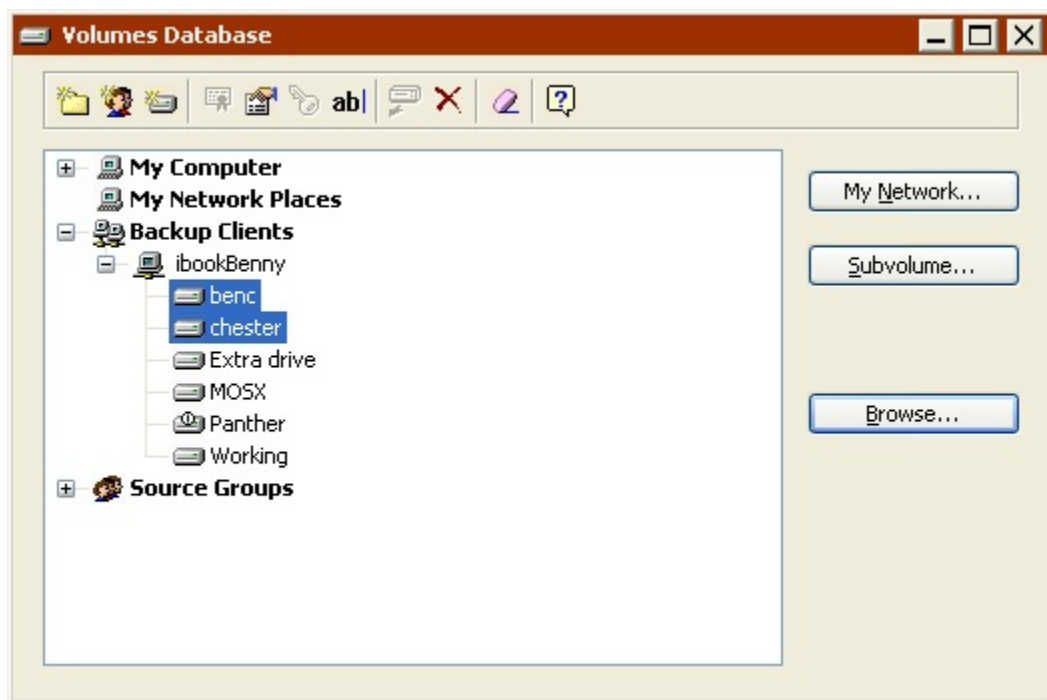 Volumes Database
ab|
My Computer
My Network Places
Backup Clients
ibookBenny
benc
chester
Extra drive
MOSX
Panther
Working
Source Groups
My Network...
Subvolume...
Browse...